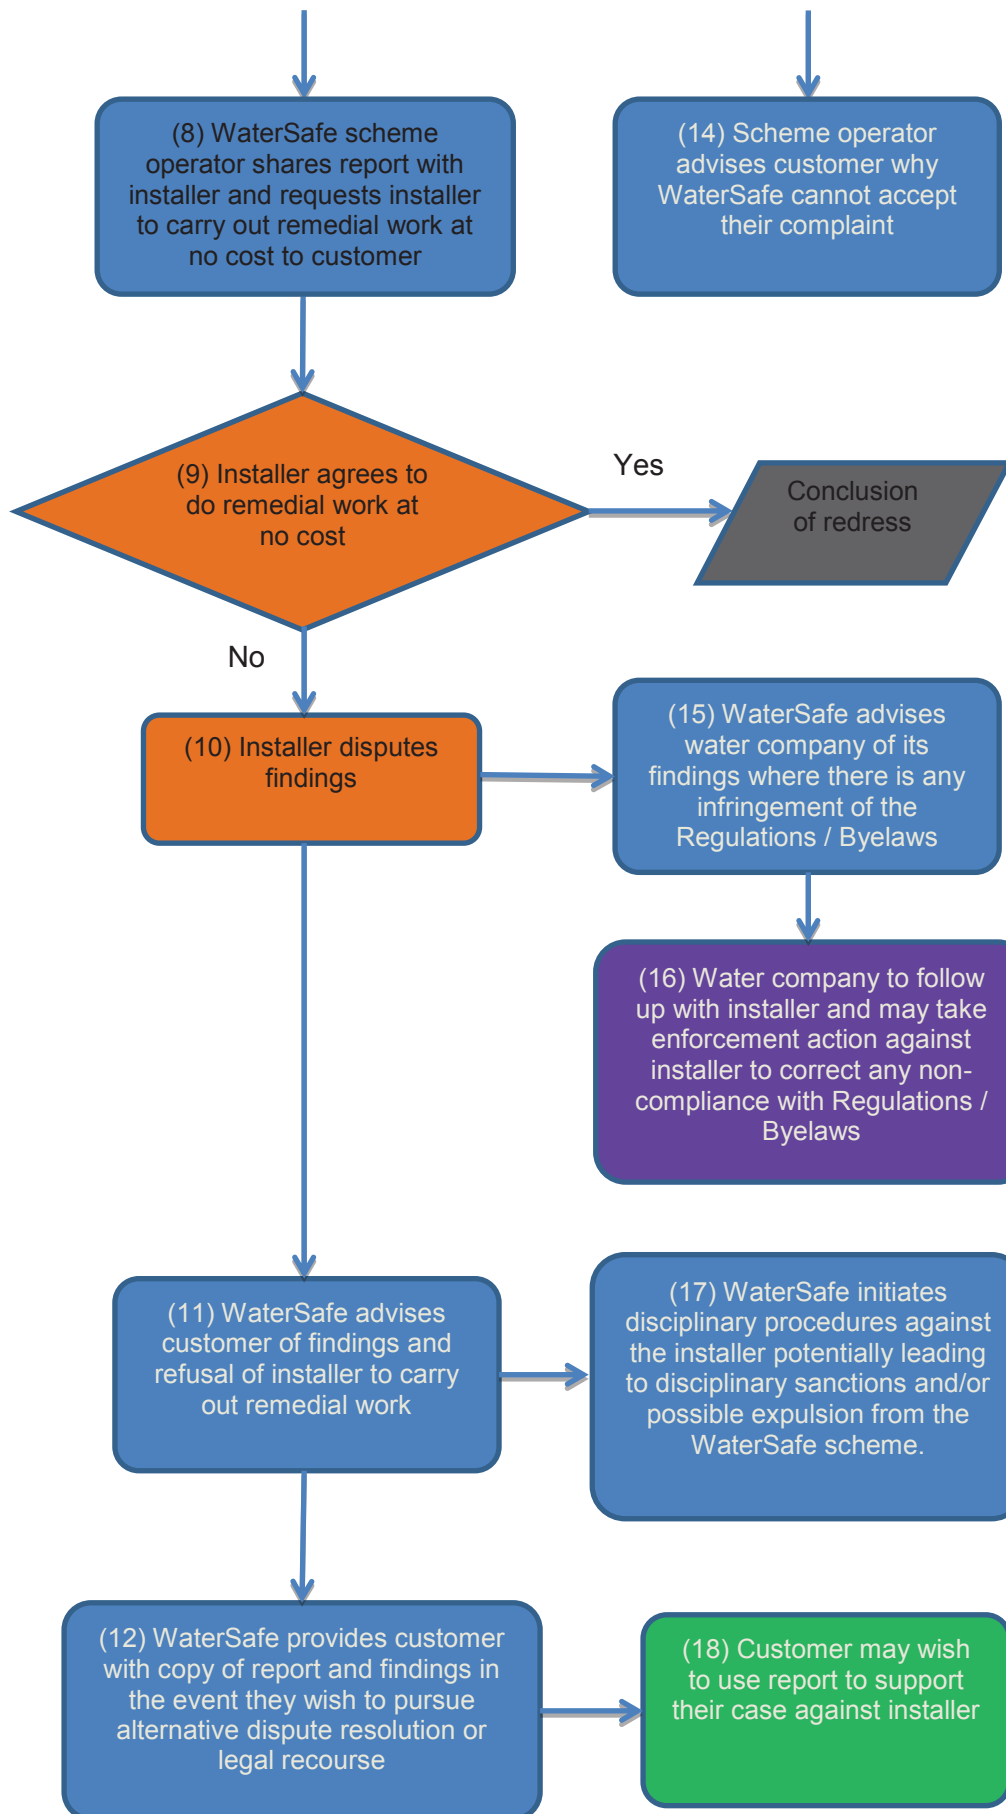 (8) WaterSafe scheme
operator shares report with
installer and requests installer
to carry out remedial work at
no cost to customer
(14) Scheme operator
advises customer why
WaterSafe cannot accept
their complaint
(9) Installer agrees to
do remedial work at
no cost
Yes
Conclusion
of redress
No
(10) Installer disputes
findings
(15) WaterSafe advises
water company of its
findings where there is any
infringement of the
Regulations / Byelaws
(16) Water company to follow
up with installer and may take
enforcement action against
installer to correct any non-
compliance with Regulations /
Byelaws
(11) WaterSafe advises
customer of findings and
refusal of installer to carry
out remedial work
(17) WaterSafe initiates
disciplinary procedures against
the installer potentially leading
to disciplinary sanctions and/or
possible expulsion from the
WaterSafe scheme.
(12) WaterSafe provides customer
with copy of report and findings in
the event they wish to pursue
alternative dispute resolution or
legal recourse
(18) Customer may wish
to use report to support
their case against installer